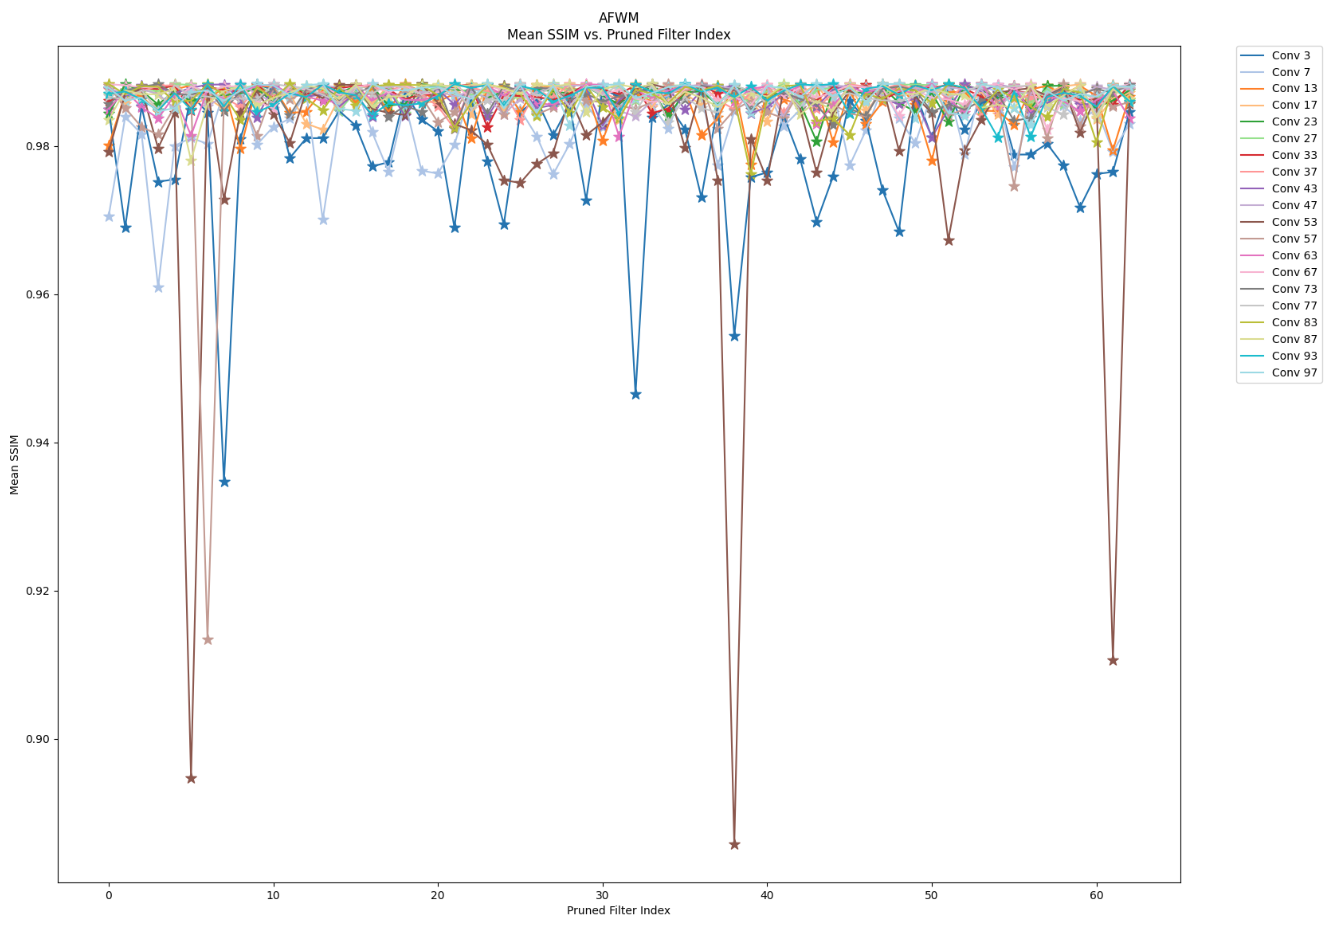 AFWM
Mean SSIM vs. Pruned Filter Index
Mean SSIM
0.98
0.96
0.94
0.92
0.90
0
10
20
30
40
50
60
Pruned Filter Index
Conv 3
Conv 7
Conv 13
Conv 17
Conv 23
Conv 27
Conv 33
Conv 37
Conv 43
Conv 47
Conv 53
Conv 57
Conv 63
Conv 67
Conv 73
Conv 77
Conv 83
Conv 87
Conv 93
Conv 97